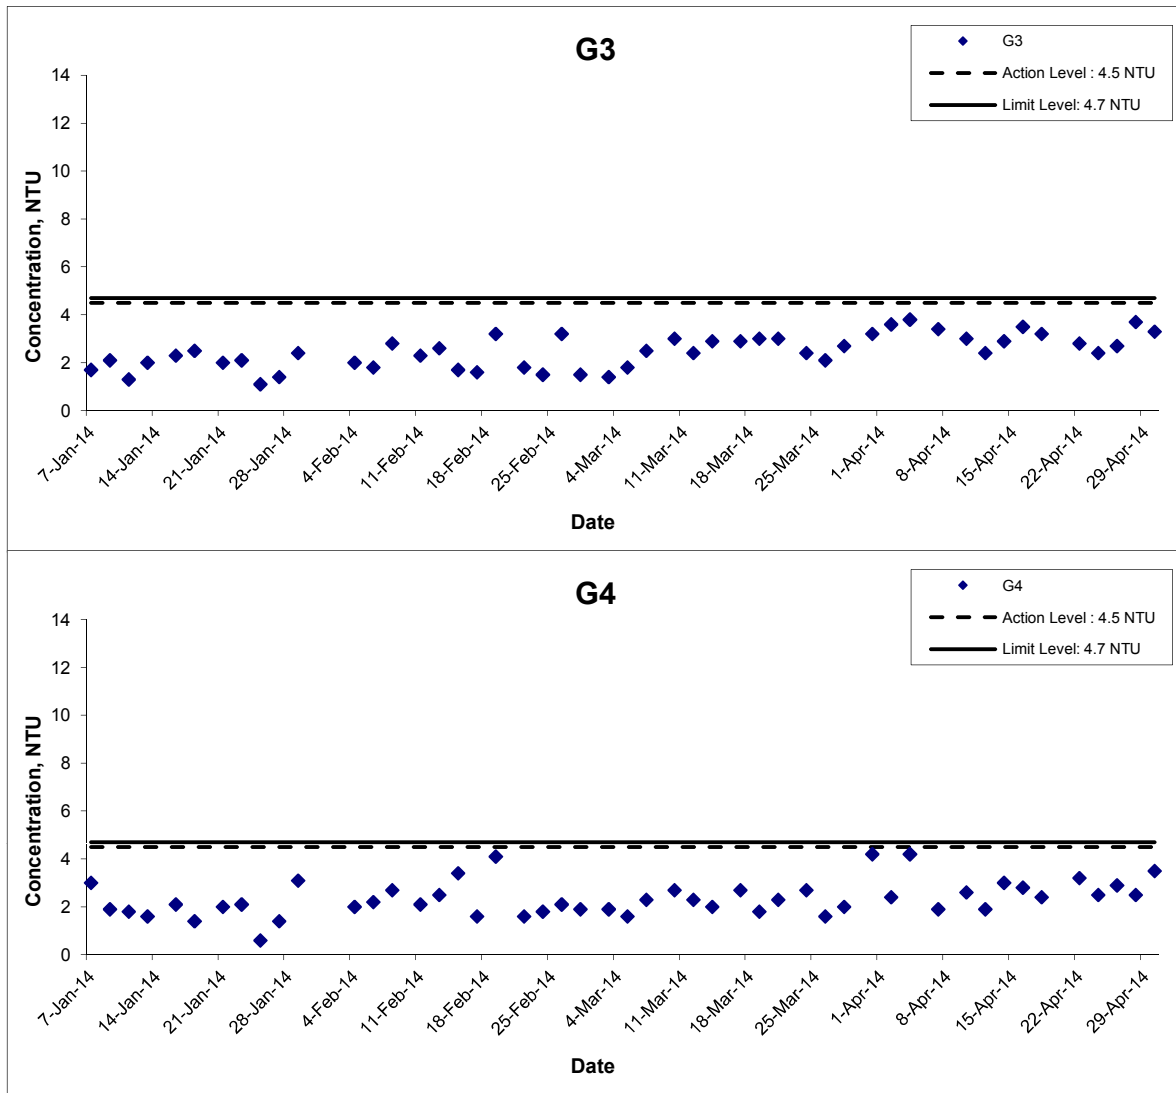 G3
G3
Action Level : 4.5 NTU
Limit Level: 4.7 NTU
Concentration, NTU
14
12
10
8
6
4
2
0
7-Jan-14
14-Jan-14
21-Jan-14
28-Jan-14
4-Feb-14
11-Feb-14
18-Feb-14
25-Feb-14
4-Mar-14
11-Mar-14
18-Mar-14
25-Mar-14
1-Apr-14
8-Apr-14
15-Apr-14
22-Apr-14
29-Apr-14
Date
G4
G4
Action Level : 4.5 NTU
Limit Level: 4.7 NTU
Concentration, NTU
14
12
10
8
6
4
2
0
7-Jan-14
14-Jan-14
21-Jan-14
28-Jan-14
4-Feb-14
11-Feb-14
18-Feb-14
25-Feb-14
4-Mar-14
11-Mar-14
18-Mar-14
25-Mar-14
1-Apr-14
8-Apr-14
15-Apr-14
22-Apr-14
29-Apr-14
Date